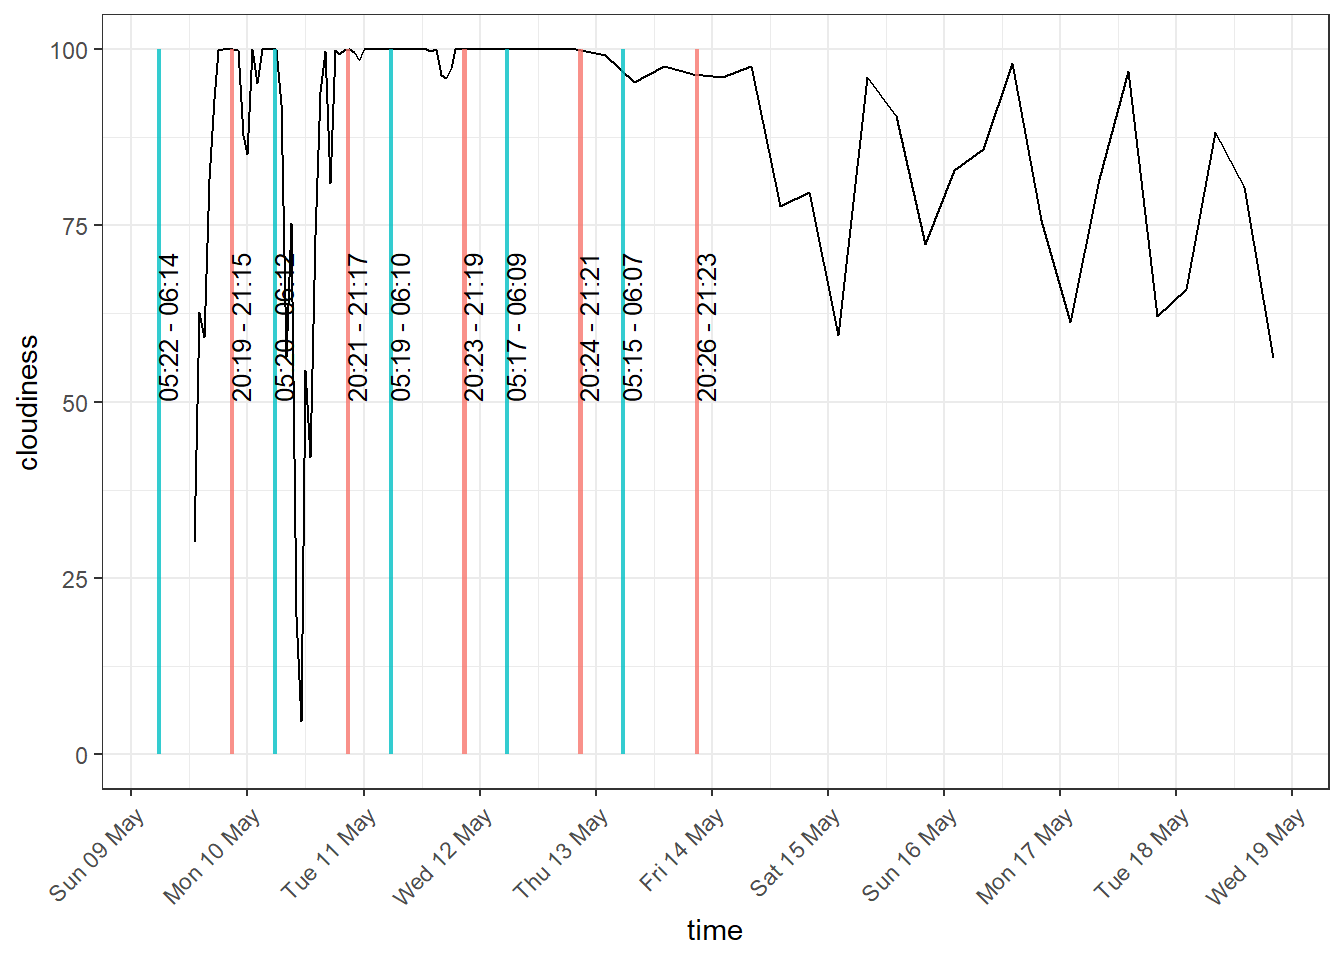 100
75
50
25
0
cloudiness
05:22 - 06:14
20:19 - 21:15
05:20 - 06:12
20:21 - 21:17
05:19 - 06:10
20:23 - 21:19
05:17 - 06:09
20:24 - 21:21
05:15 - 06:07
20:26 - 21:23
Sun 09 May
Mon 10 May
Tue 11 May
Wed 12 May
Thu 13 May
Fri 14 May
Sat 15 May
Sun 16 May
Mon 17 May
Tue 18 May
Wed 19 May
time